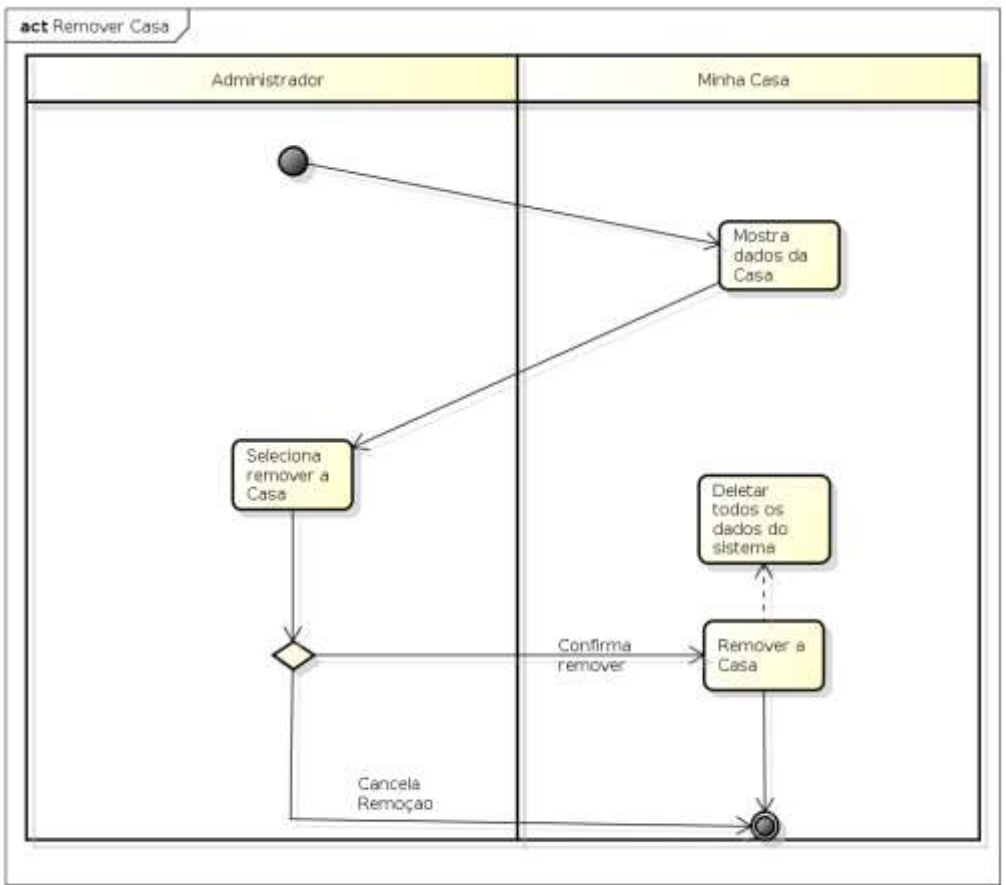 act Remover Casa
Administrador
Minha Casa
Mostra
dados da
Casa
Seleciona
remover a
Casa
Deletar
todos os
dados do
sistema
Confirma
remover
Remover a
Casa
Cancela
Remoçao